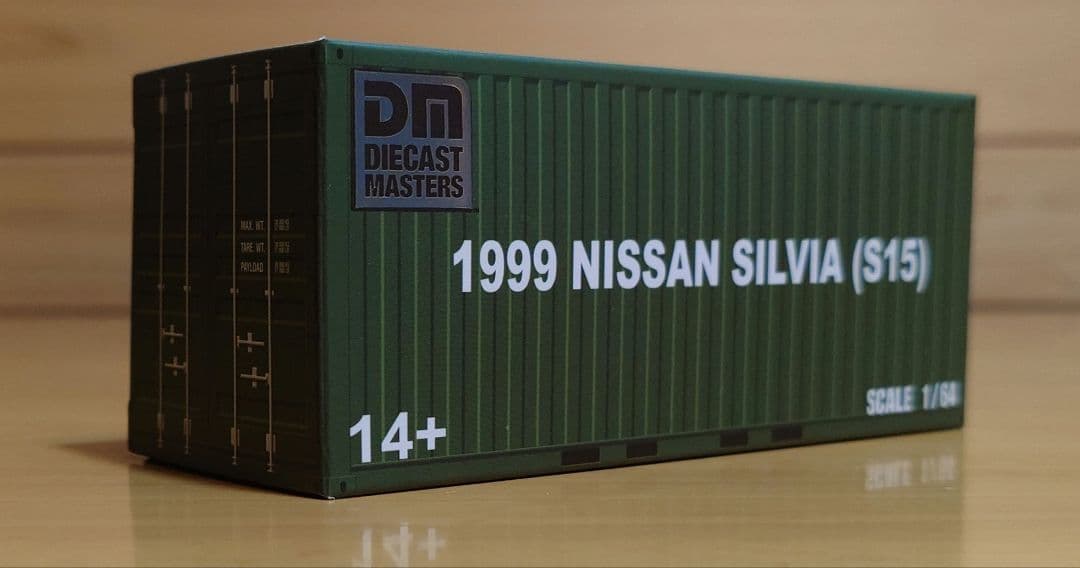 MAX. WT.
TARE WT.
PAYLOAD
DM
DIECAST
MASTERS
1999 NISSAN SILVIA (S15)
SCALE 1/64
14+